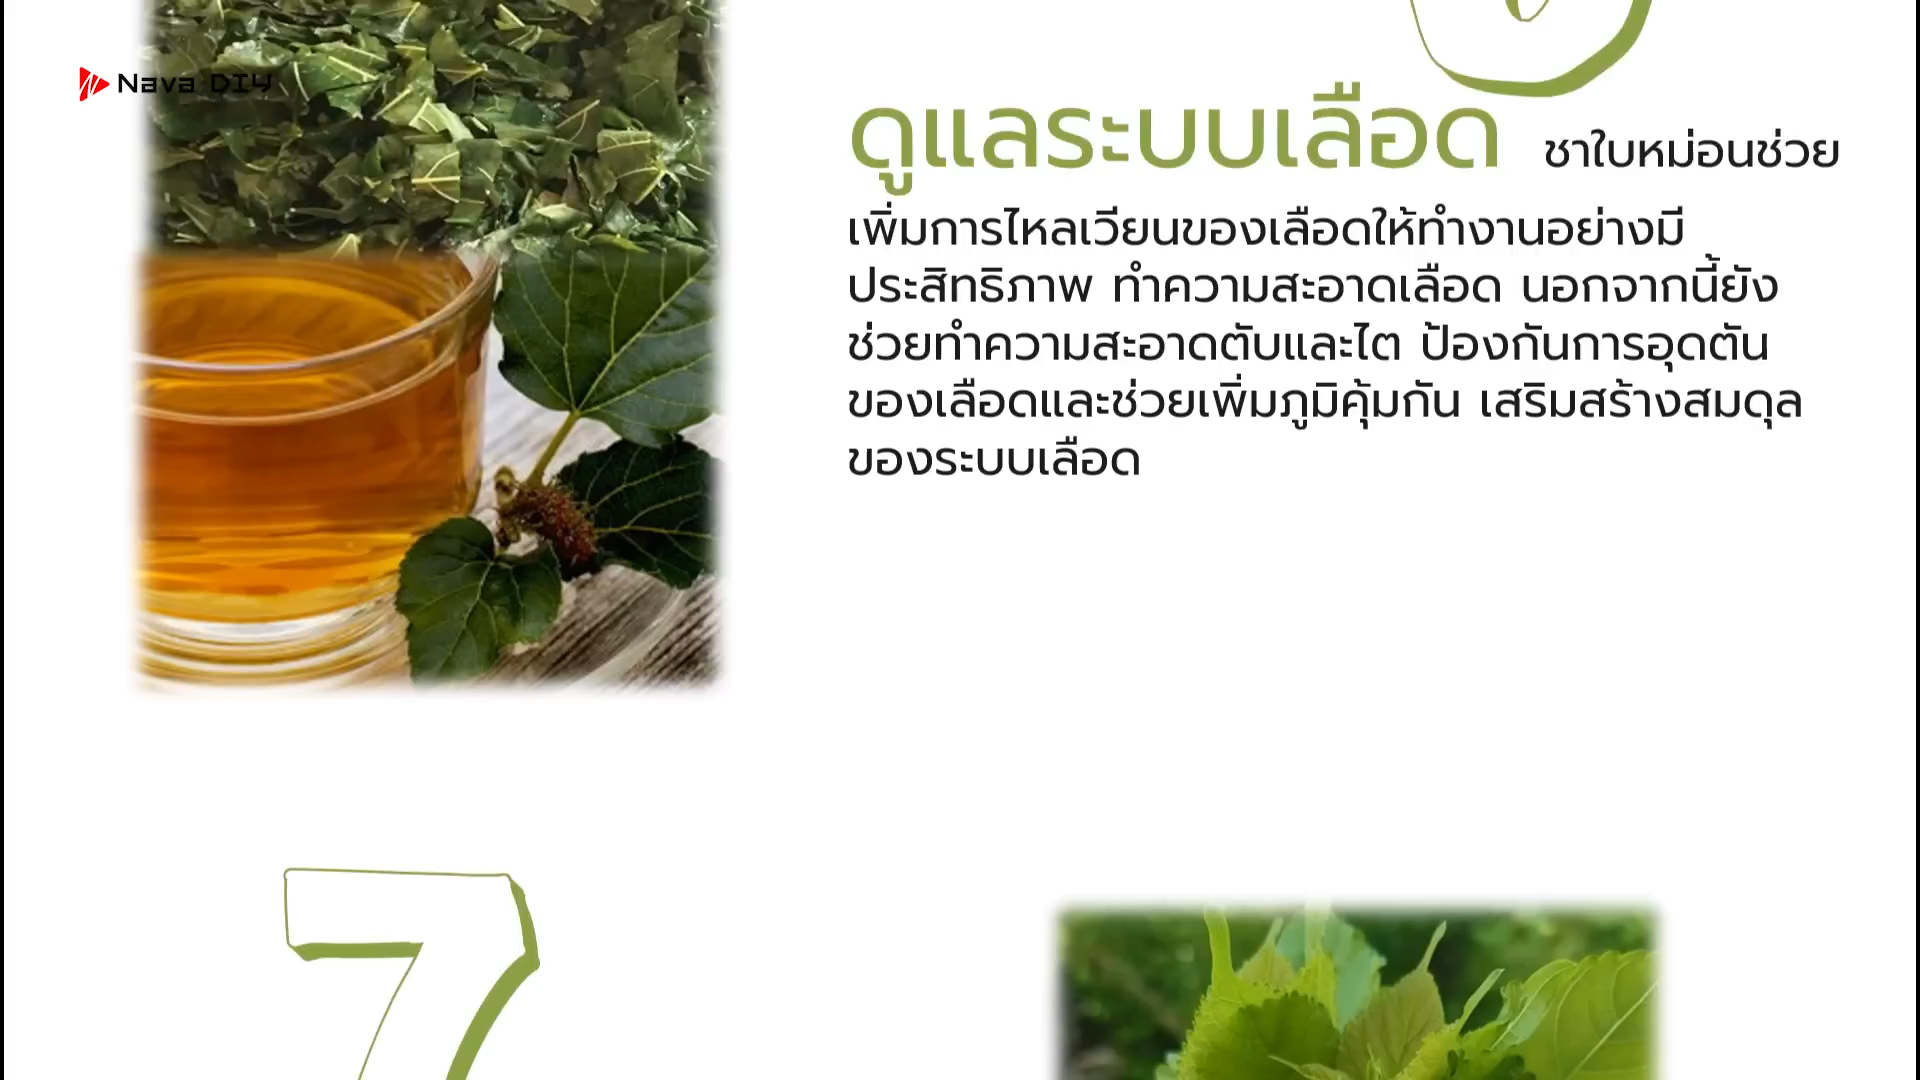 Nava DIY
ดูแลระบบเลือด ชาใบหม่อนช่วย
เพิ่มการไหลเวียนของเลือดให้ทำงานอย่างมี
ประสิทธิภาพ ทำความสะอาดเลือด นอกจากนี้ยัง
ช่วยทำความสะอาดตับและไต ป้องกันการอุดตัน
ของเลือดและช่วยเพิ่มภูมิคุ้มกัน เสริมสร้างสมดุล
ของระบบเลือด
7